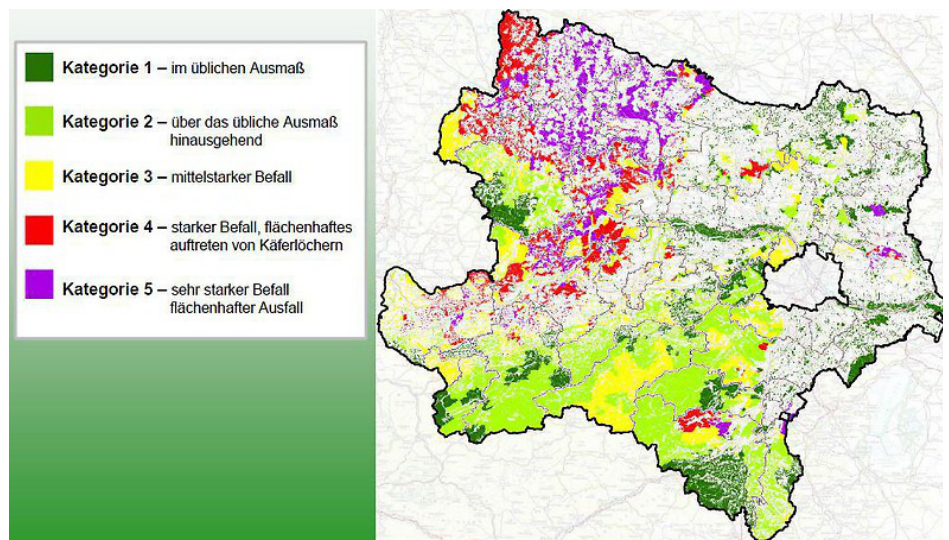 Kategorie 1 – im üblichen Ausmaß
Kategorie 2 – über das übliche Ausmaß
hinausgehend
Kategorie 3 – mittelstarker Befall
Kategorie 4 – starker Befall, flächenhaftes
auftreten von Käferlöchern
Kategorie 5 – sehr starker Befall
flächenhafter Ausfall